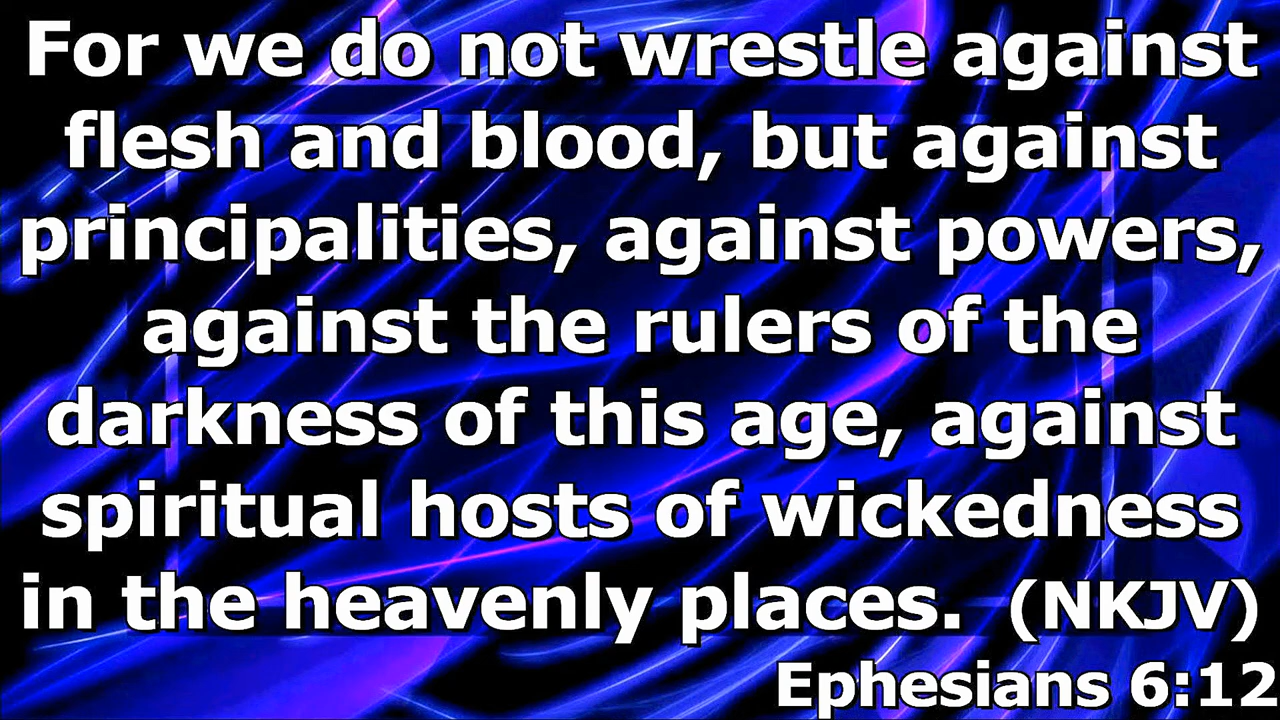 For we do not wrestle against
flesh and blood, but against
principalities, against powers,
against the rulers of the
darkness of this age, against
spiritual hosts of wickedness
in the heavenly places.  (NKJV)
Ephesians 6:12